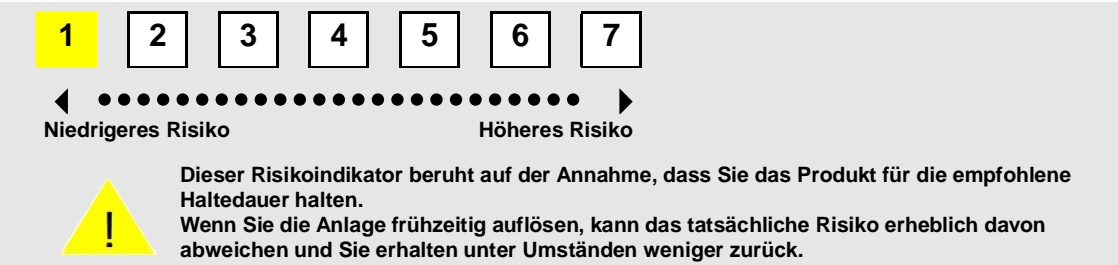 1 2 3 4 5 6 7
Niedrigeres Risiko Höheres Risiko
Dieser Risikoindikator beruht auf der Annahme, dass Sie das Produkt für die empfohlene
Haltedauer halten.
! Wenn Sie die Anlage frühzeitig auflösen, kann das tatsächliche Risiko erheblich davon
abweichen und Sie erhalten unter Umständen weniger zurück.